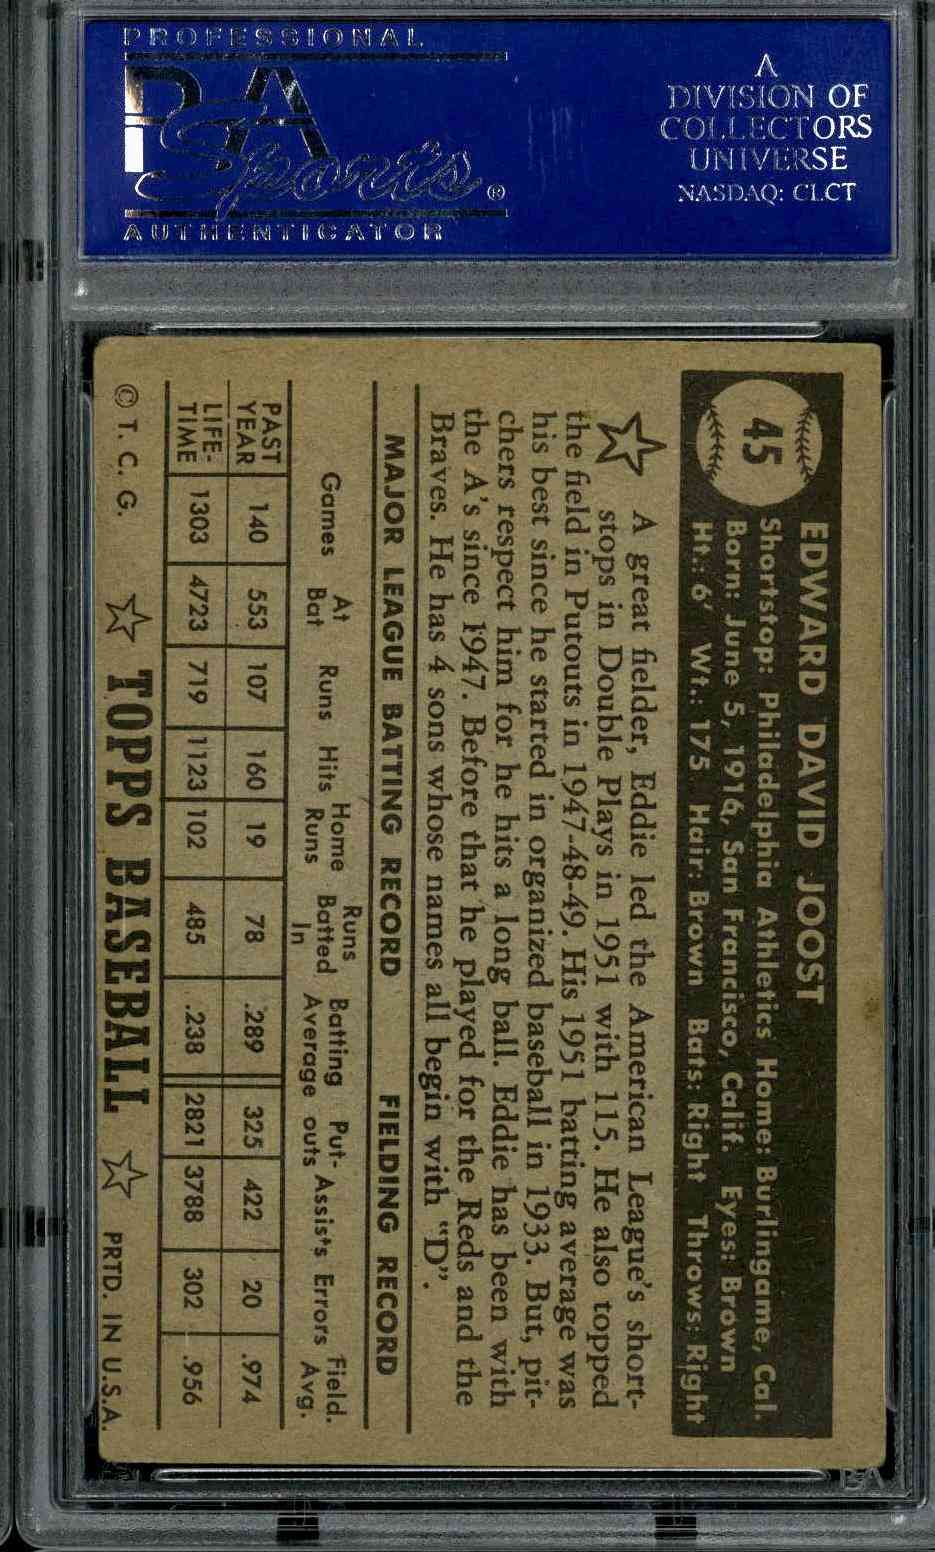 PROFESSIONAL
PSA
Sports®
AUTHENTICATOR
A
DIVISION OF
COLLECTORS
UNIVERSE
NASDAQ: CLCT
45
EDWARD DAVID JOOST
Shortstop: Philadelphia Athletics Home: Burlingame, Cal.
Born: June 5, 1916, San Francisco, Calif. Eyes: Brown
Ht.: 6' Wt.: 175 Hair: Brown Bats: Right Throws: Right
A great fielder, Eddie led the American League's short-
stops in Double Plays in 1951 with 115. He also topped
the field in Putouts in 1947-48-49. His 1951 batting average was
his best since he started in organized baseball in 1933. But, pit-
chers respect him for he hits a long ball. Eddie has been with
the A's since 1947. Before that he played for the Reds and the
Braves. He has 4 sons whose names all begin with "D".
MAJOR LEAGUE BATTING RECORD FIELDING RECORD
Games At Bat Runs Hits Home Runs Runs Batted In Batting Average Put-outs Assists Errors Field. Avg.
PAST YEAR 140 553 107 160 19 78 .289 325 422 20 .974
LIFE-TIME 1303 4723 719 1123 102 485 .238 2821 3788 302 .956
© T. C. G. ☆ TOPPS BASEBALL ☆ PRTD. IN U.S.A.